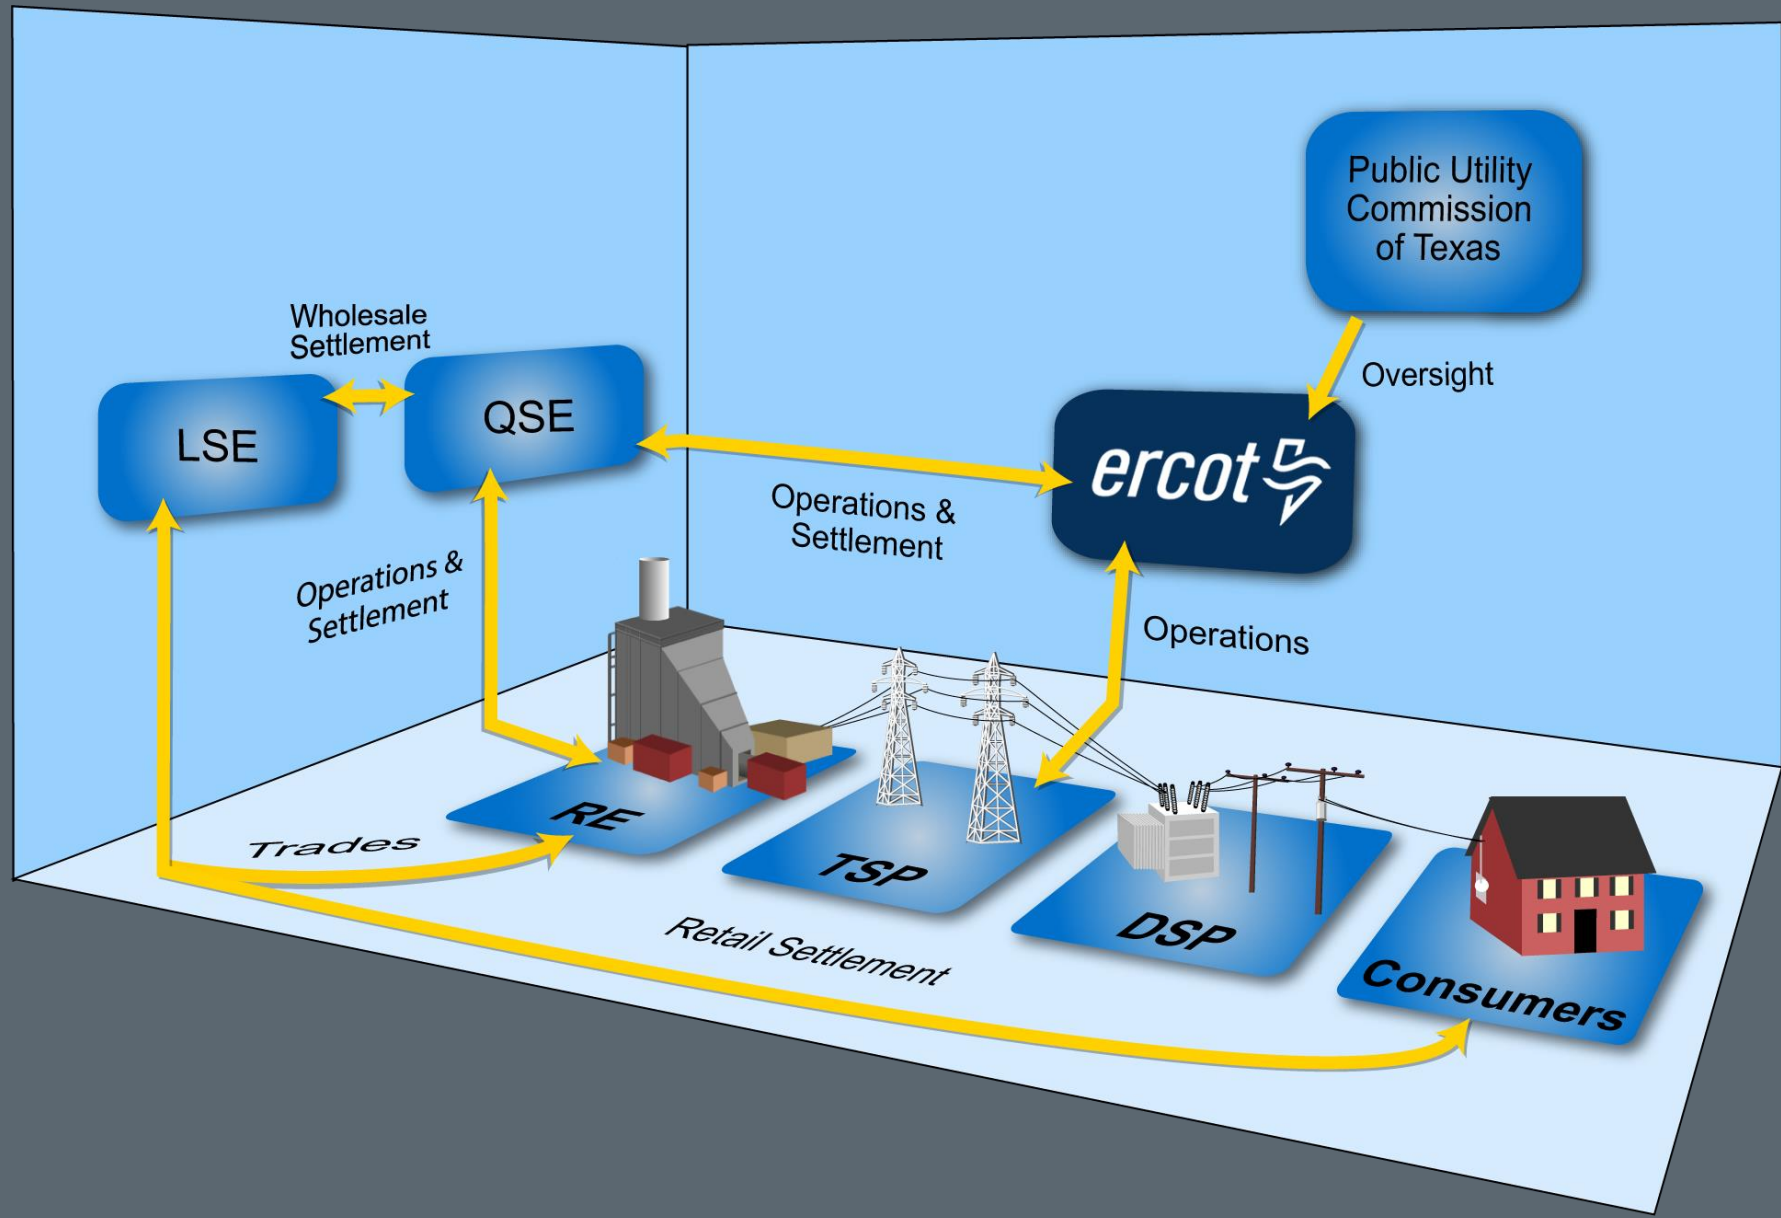 Public Utility
Commission
of Texas
Wholesale
Settlement
Oversight
LSE
QSE
ercot
Operations &
Settlement
Operations &
Settlement
Operations
RE
Trades
TSP
Retail Settlement
DSP
Consumers